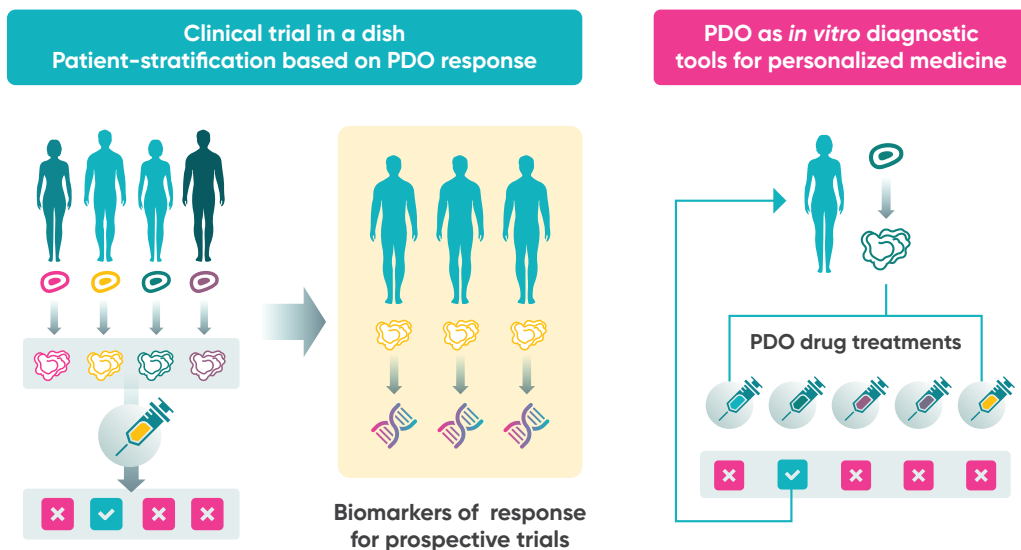 Clinical trial in a dish
Patient-stratification based on PDO response
PDO as in vitro diagnostic
tools for personalized medicine
PDO drug treatments
Biomarkers of response
for prospective trials